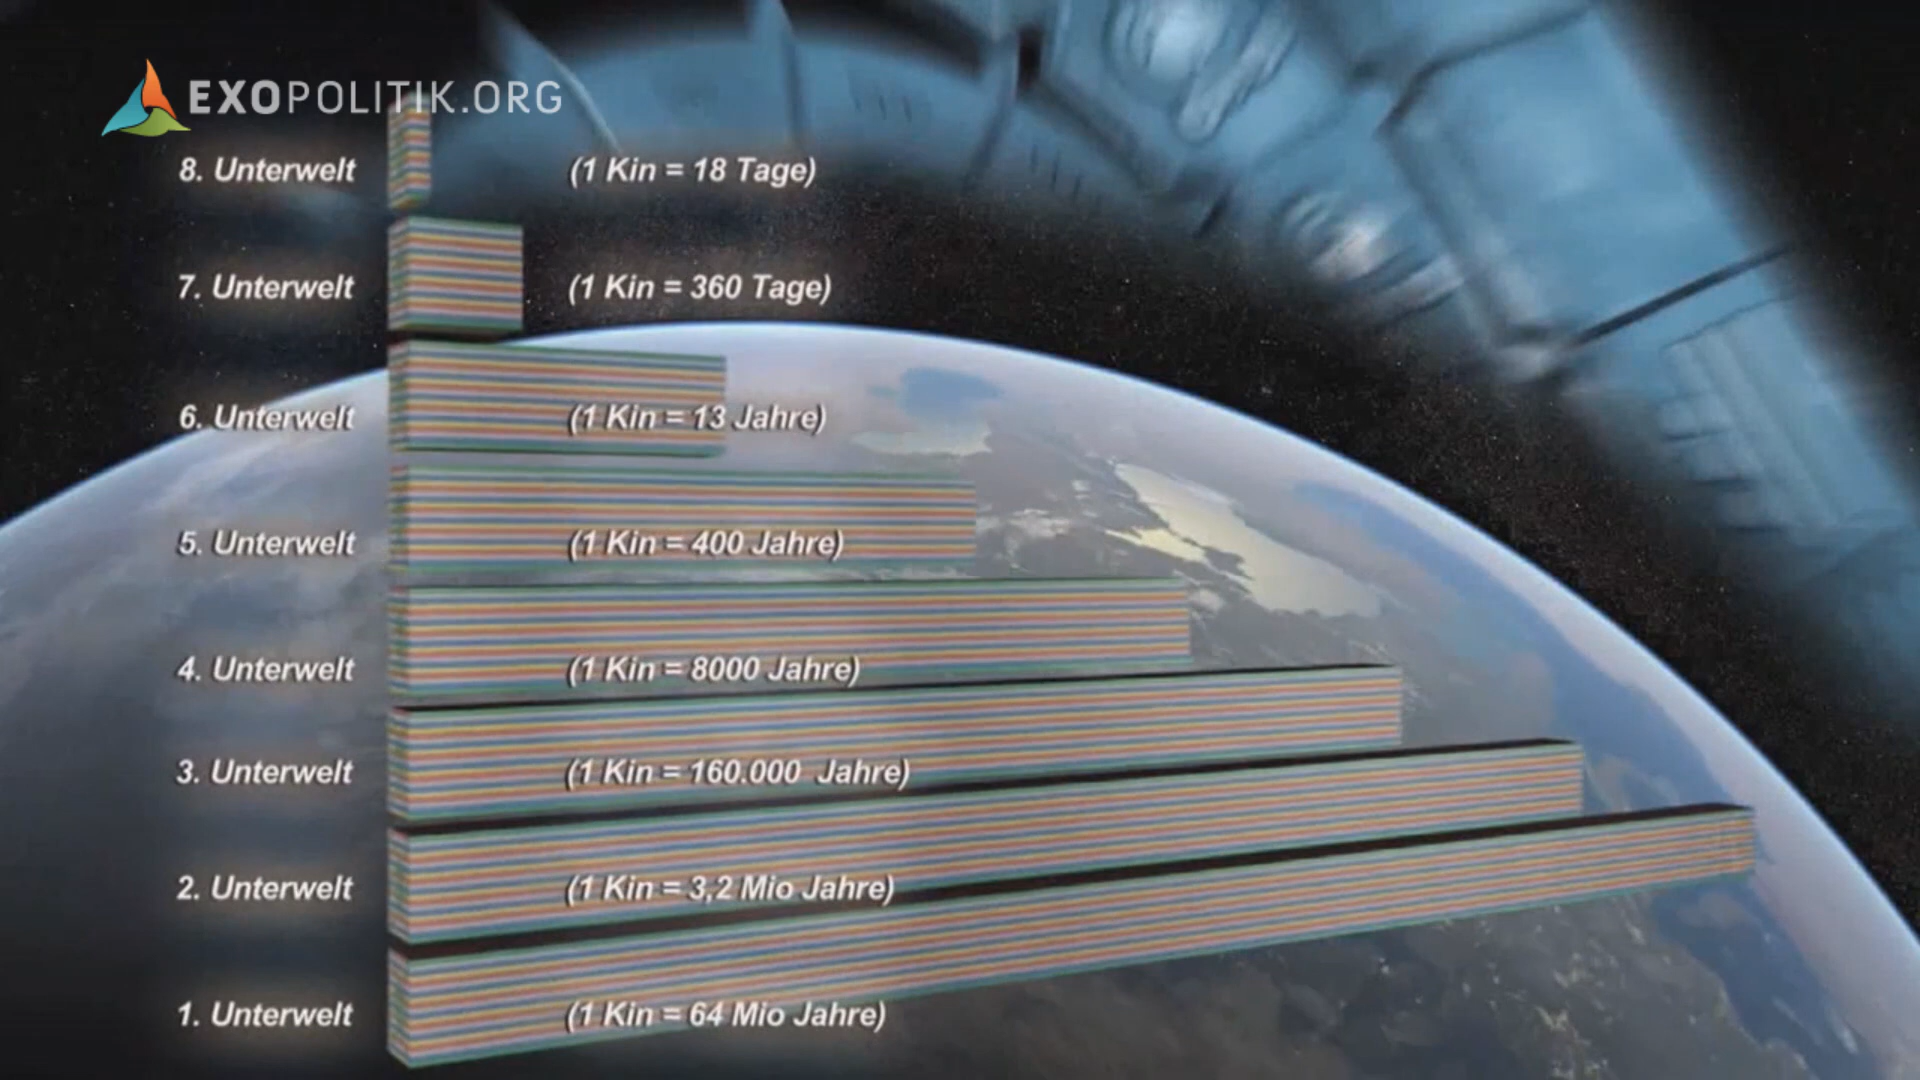 EXOPOLITIK.ORG
8. Unterwelt (1 Kin = 18 Tage)
7. Unterwelt (1 Kin = 360 Tage)
6. Unterwelt (1 Kin = 13 Jahre)
5. Unterwelt (1 Kin = 400 Jahre)
4. Unterwelt (1 Kin = 8000 Jahre)
3. Unterwelt (1 Kin = 160.000 Jahre)
2. Unterwelt (1 Kin = 3,2 Mio Jahre)
1. Unterwelt (1 Kin = 64 Mio Jahre)